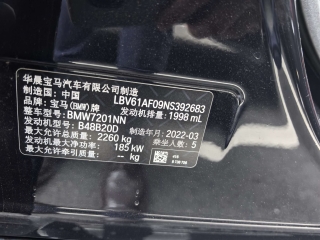 华晨宝马汽车有限公司制造
制造国：中国 LBV61AF09NS392683
品牌：宝马(BMW)牌 发动机排量：1998 mL
整车型号：BMW7201NN
发动机型号：B48B20D 制造年月：2022-03
最大允许总质量：2260 kg 乘坐人数：5
发动机最大净功率：185 kW
最大允许牵引质量：-- kg